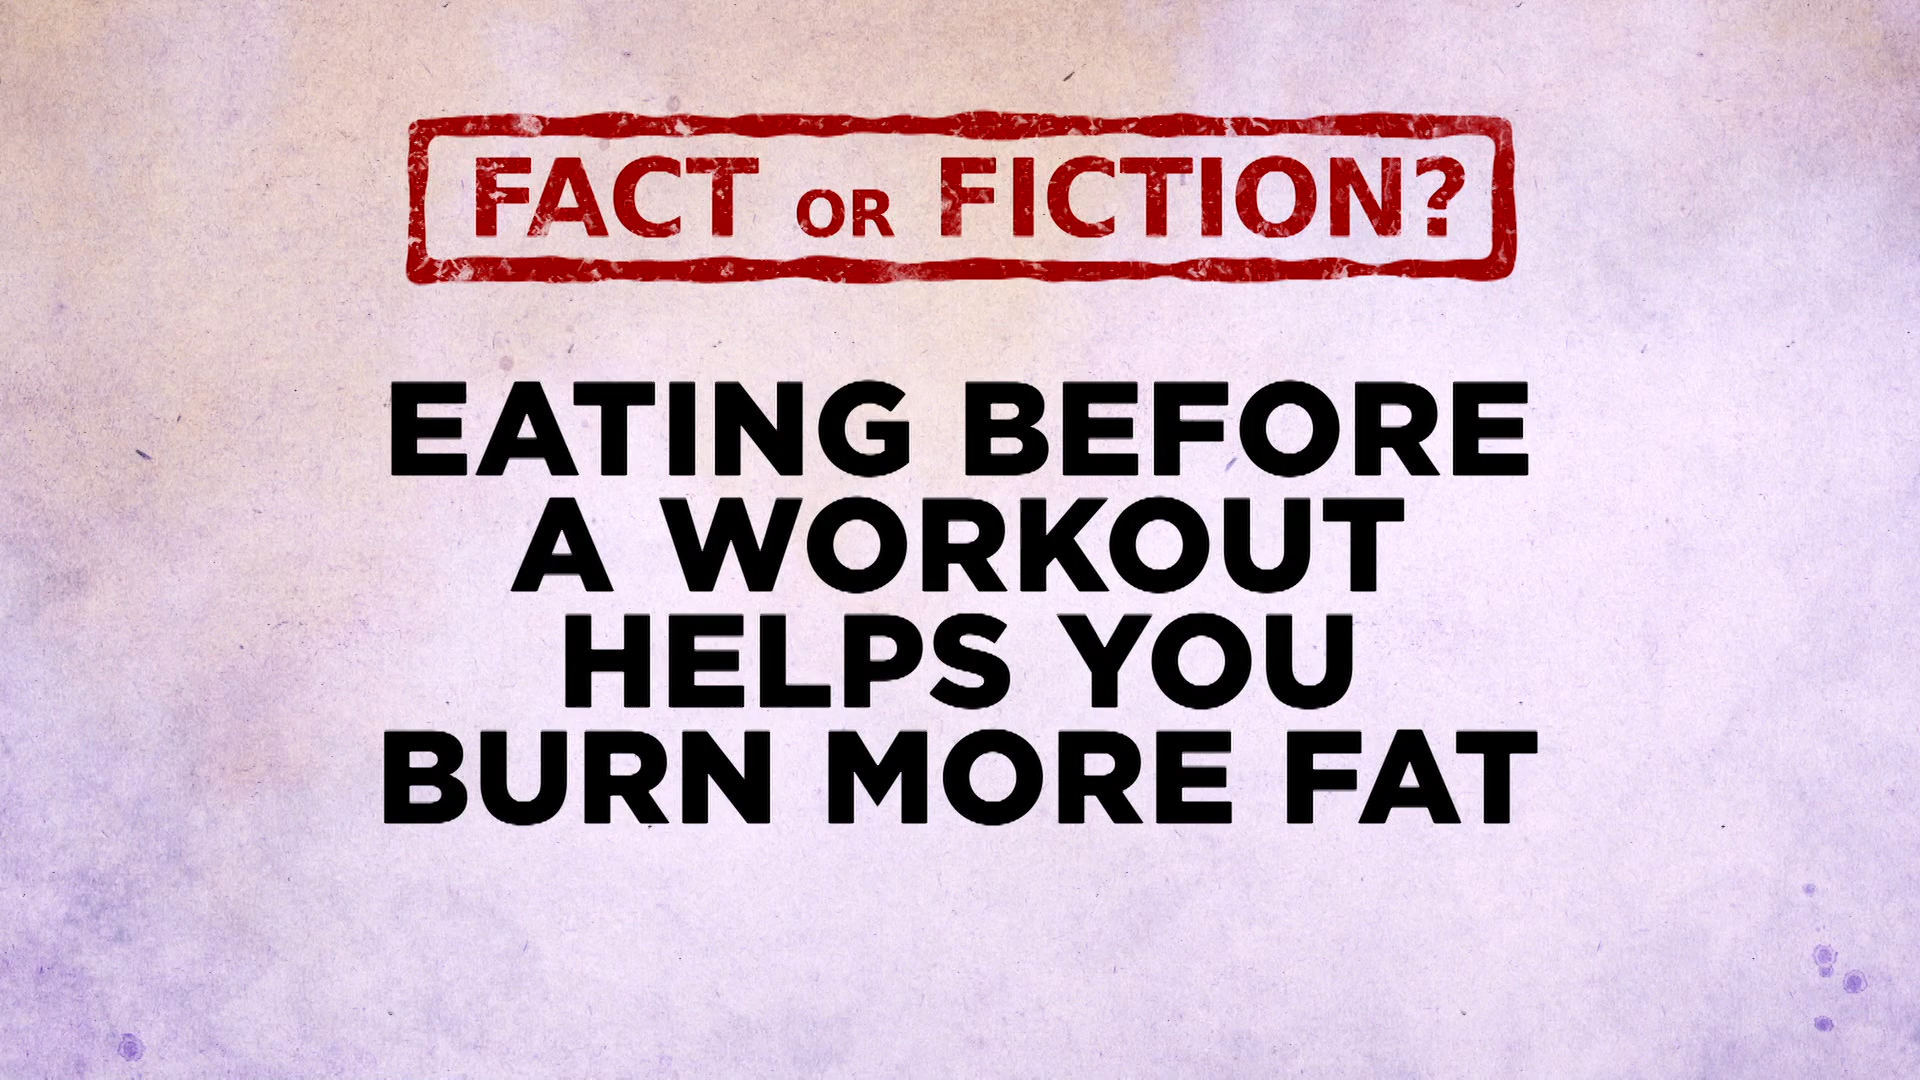 FACT OR FICTION?
EATING BEFORE
A WORKOUT
HELPS YOU
BURN MORE FAT